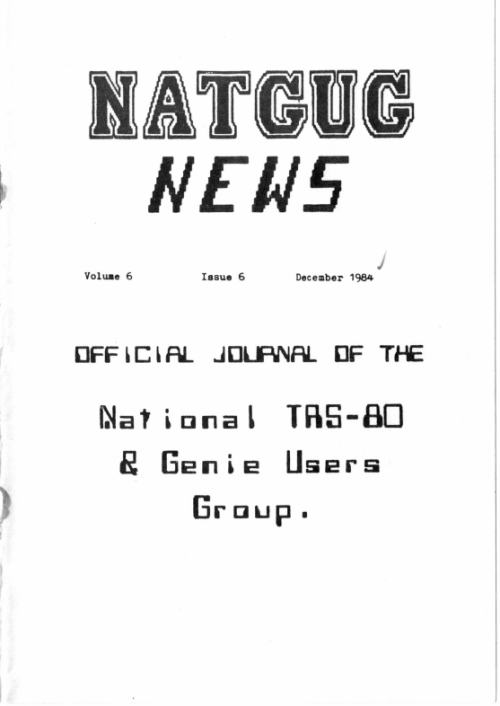 NATGUG
NEWS
Volume 6 Issue 6 December 1984
OFFICIAL JOURNAL OF THE
National TRS-80
& Genie Users
Group.